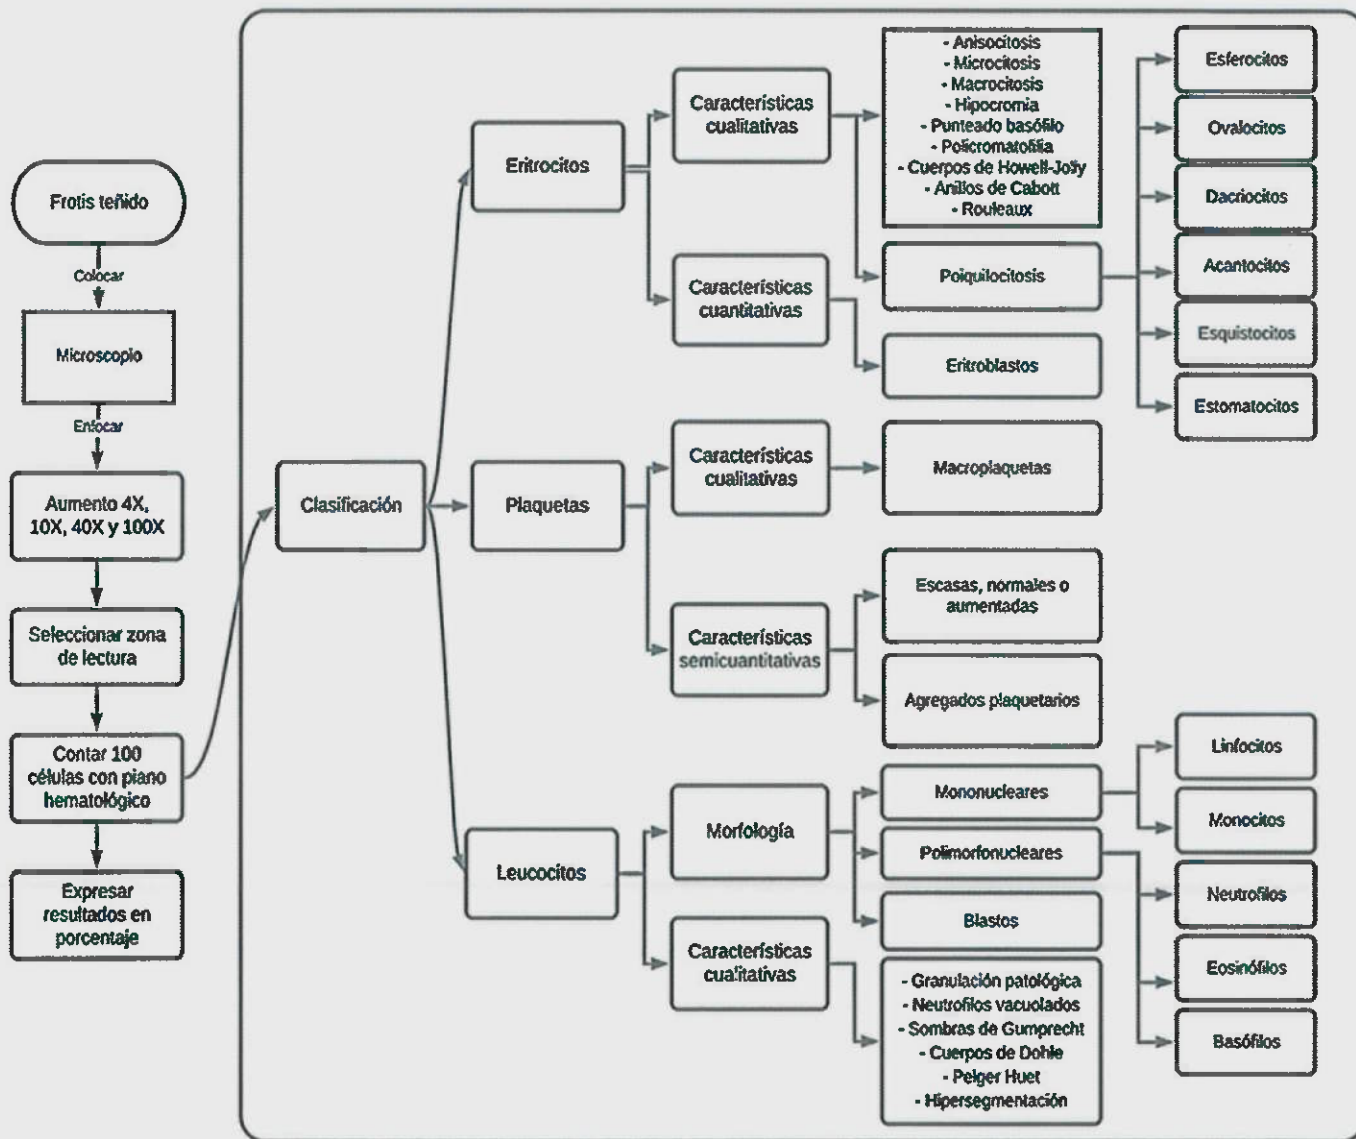 Frotis teñido
Colocar
Microscopio
Enfocar
Aumento 4X,
10X, 40X y 100X
Seleccionar zona
de lectura
Contar 100
células con piano
hematológico
Expresar
resultados en
porcentaje
Clasificación
Eritrocitos
Características
cualitativas
- Anisocitosis
- Microcitosis
- Macrocitosis
- Hipocromia
- Punteado basófilo
- Policromatofilia
- Cuerpos de Howell-Jolly
- Anillos de Cabott
- Rouleaux
Poiquilocitosis
Esferocitos
Ovalocitos
Dacriocitos
Acantocitos
Esquistocitos
Estomatocitos
Características
cuantitativas
Eritroblastos
Plaquetas
Características
cualitativas
Macroplaquetas
Características
semicuantitativas
Escasas, normales o
aumentadas
Agregados plaquetarios
Leucocitos
Morfología
Mononucleares
Linfocitos
Monocitos
Polimorfonucleares
Neutrofilos
Eosinófilos
Basófilos
Blastos
Características
cualitativas
- Granulación patológica
- Neutrofilos vacuolados
- Sombras de Gumprecht
- Cuerpos de Dohle
- Pelger Huet
- Hipersegmentación